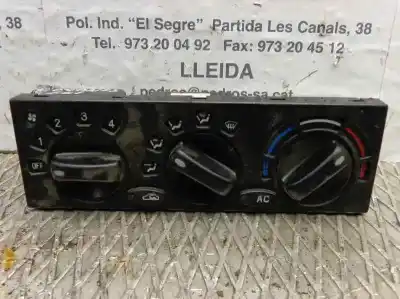 , 38 Pol. Ind. "El Segre" Partida Les Canals, 38
973 20 04 92 Fax: 973 20 45 12
LLEIDA
1 2 3 4
OFF
AC